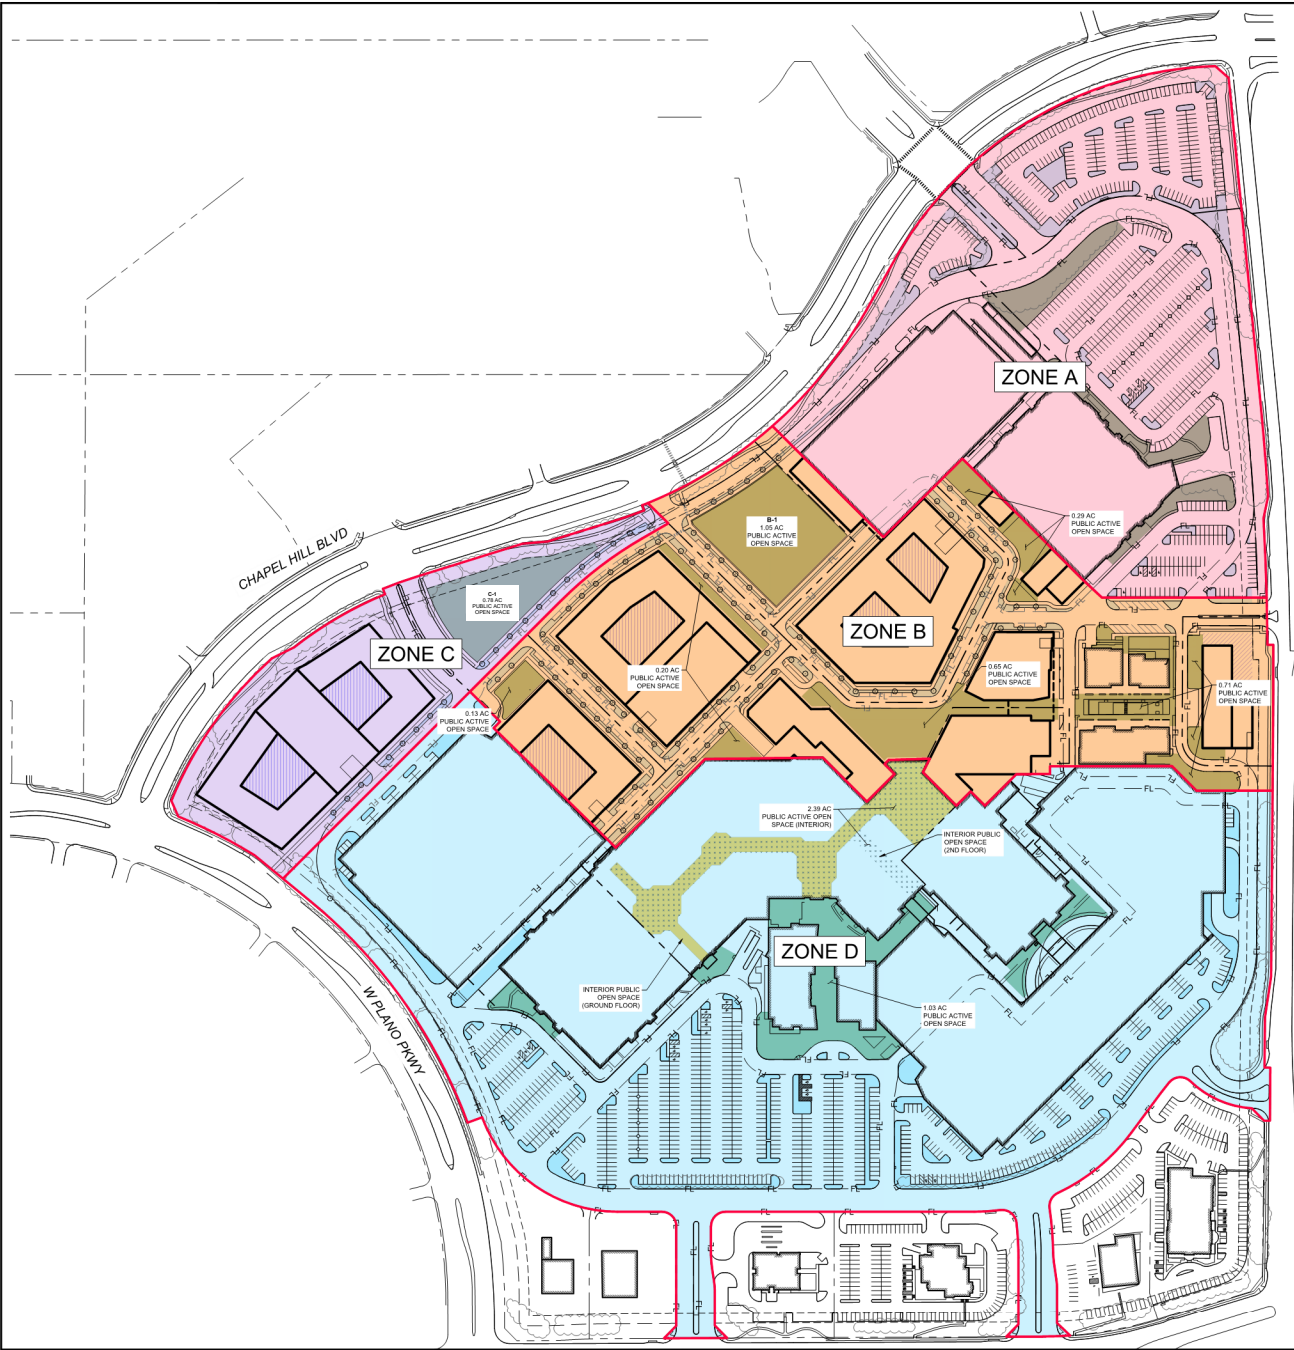 ZONE A
B-1
1.05 AC
PUBLIC ACTIVE
OPEN SPACE
0.29 AC
PUBLIC ACTIVE
OPEN SPACE
CHAPEL HILL BLVD
C-1
0.78 AC
PUBLIC ACTIVE
OPEN SPACE
ZONE B
ZONE C
0.20 AC
PUBLIC ACTIVE
OPEN SPACE
0.65 AC
PUBLIC ACTIVE
OPEN SPACE
0.71 AC
PUBLIC ACTIVE
OPEN SPACE
0.13 AC
PUBLIC ACTIVE
OPEN SPACE
2.39 AC
PUBLIC ACTIVE OPEN
SPACE (INTERIOR)
INTERIOR PUBLIC
OPEN SPACE
(2ND FLOOR)
ZONE D
INTERIOR PUBLIC
OPEN SPACE
(GROUND FLOOR)
1.03 AC
PUBLIC ACTIVE
OPEN SPACE
W PLANO PKWY